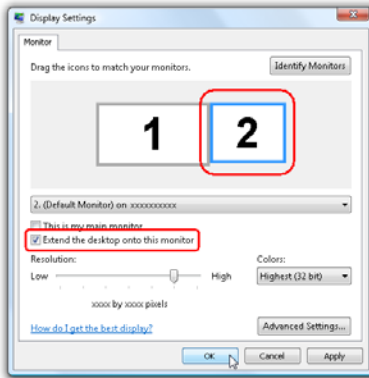 Display Settings
Monitor
Drag the icons to match your monitors.
Identify Monitors
1
2
2. (Default Monitor) on xxxxxxxxxx
This is my main monitor
Extend the desktop onto this monitor
Resolution:
Colors:
Low
High
Highest (32 bit)
xxxx by xxxx pixels
How do I get the best display?
Advanced Settings...
OK
Cancel
Apply